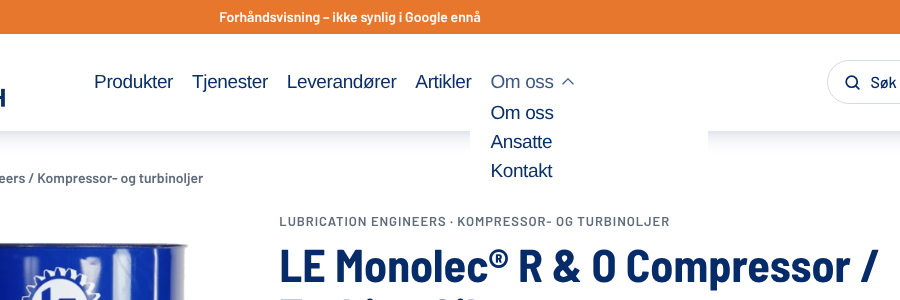 Forhåndsvisning – ikke synlig i Google ennå
Produkter Tjenester Leverandører Artikler Om oss
Søk
Om oss
Ansatte
Kontakt
eers / Kompressor- og turbinoljer
LUBRICATION ENGINEERS · KOMPRESSOR- OG TURBINOLJER
LE Monolec® R & O Compressor /